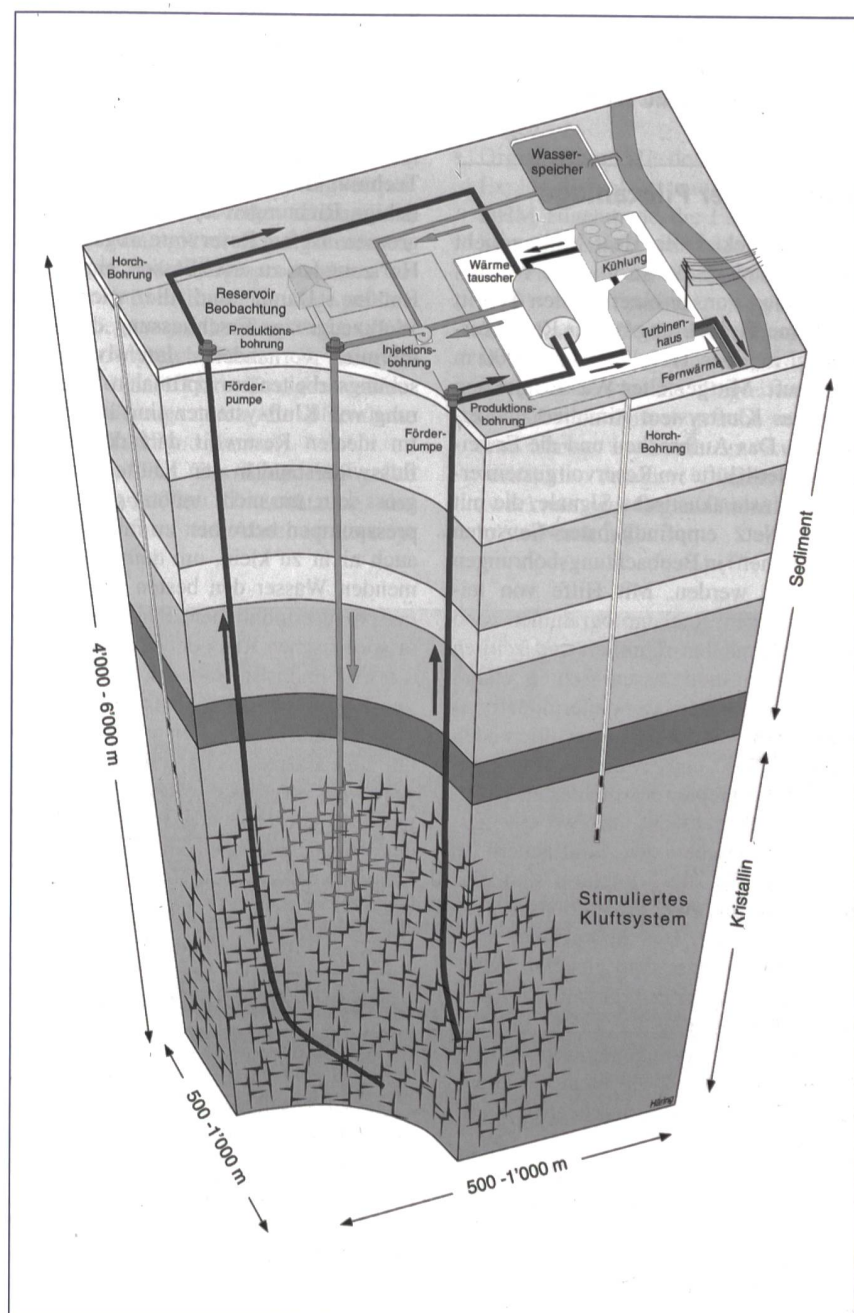 Wasser-
speicher
Horch-
Bohrung
Reservoir
Beobachtung
Wärme
tauscher
Kühlung
Produktions-
bohrung
Injektions-
bohrung
Turbinen-
haus
Fernwärme
Förder-
pumpe
Förder-
pumpe
Produktions-
bohrung
Horch-
Bohrung
4'000 - 6'000 m
Sediment
Stimuliertes
Kluftsystem
Kristallin
Häring
500 -1'000 m
500 -1'000 m